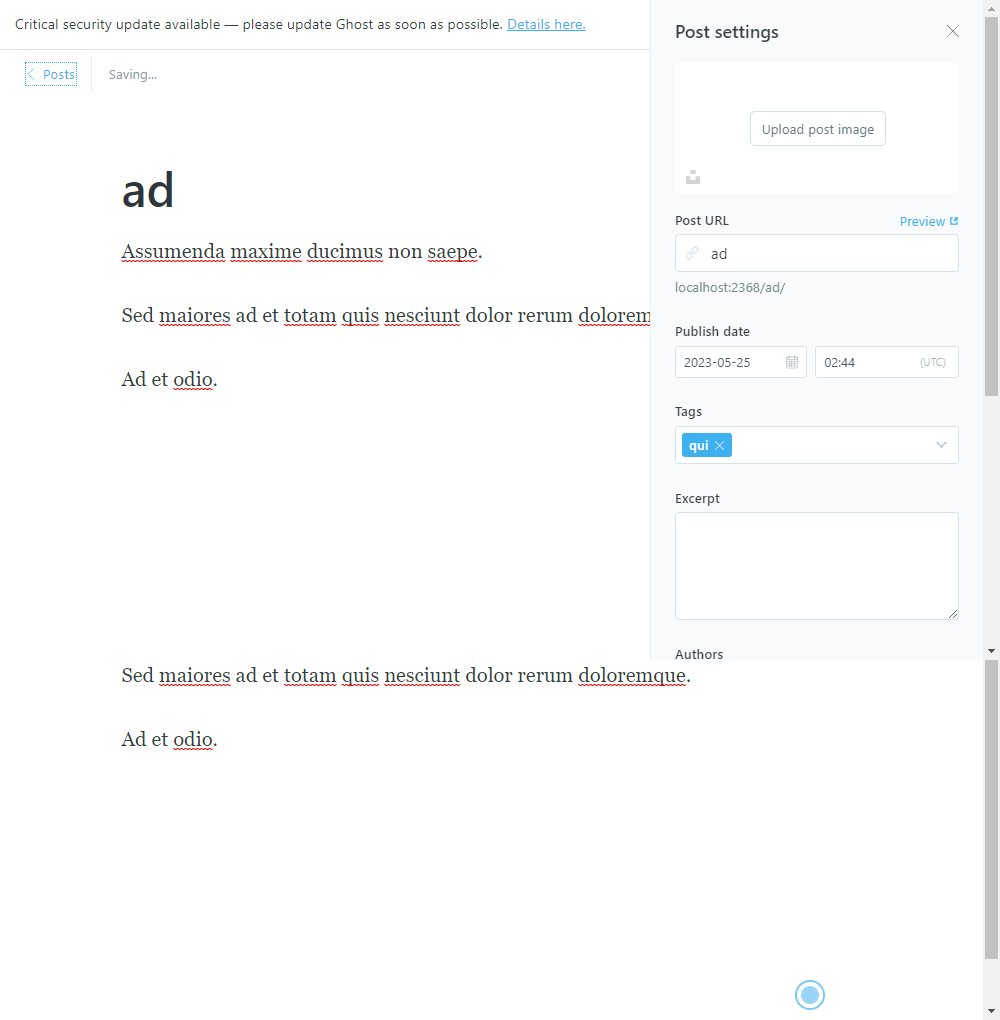 Critical security update available — please update Ghost as soon as possible. Details here.
Post settings
Posts
Saving...
Upload post image
ad
Post URL
Preview
Assumenda maxime ducimus non saepe.
ad
localhost:2368/ad/
Sed maiores ad et totam quis nesciunt dolor rerum dolorem
Publish date
2023-05-25
02:44
(UTC)
Ad et odio.
Tags
qui
Excerpt
Authors
Sed maiores ad et totam quis nesciunt dolor rerum doloremque.
Ad et odio.